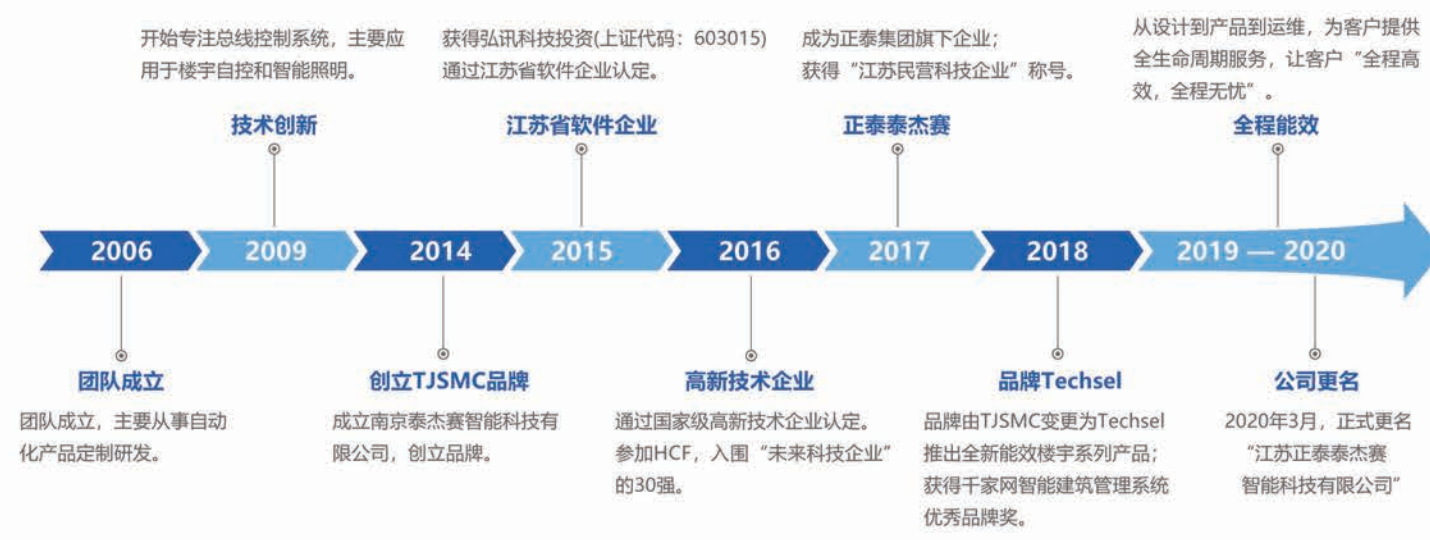 开始专注总线控制系统，主要应
用于楼宇自控和智能照明。
技术创新
获得弘讯科技投资(上证代码：603015)
通过江苏省软件企业认定。
江苏省软件企业
成为正泰集团旗下企业；
获得“江苏民营科技企业”称号。
正泰泰杰赛
从设计到产品到运维，为客户提供
全生命周期服务，让客户“全程高
效，全程无忧”。
全程能效
2006
2009
2014
2015
2016
2017
2018
2019 — 2020
团队成立
团队成立，主要从事自动
化产品定制研发。
创立TJSMC品牌
成立南京泰杰赛智能科技有
限公司，创立品牌。
高新技术企业
通过国家级高新技术企业认定。
参加HCF，入围“未来科技企业”
的30强。
品牌Techsel
品牌由TJSMC变更为Techsel
推出全新能效楼宇系列产品；
获得千家网智能建筑管理系统
优秀品牌奖。
公司更名
2020年3月，正式更名
“江苏正泰泰杰赛
智能科技有限公司”